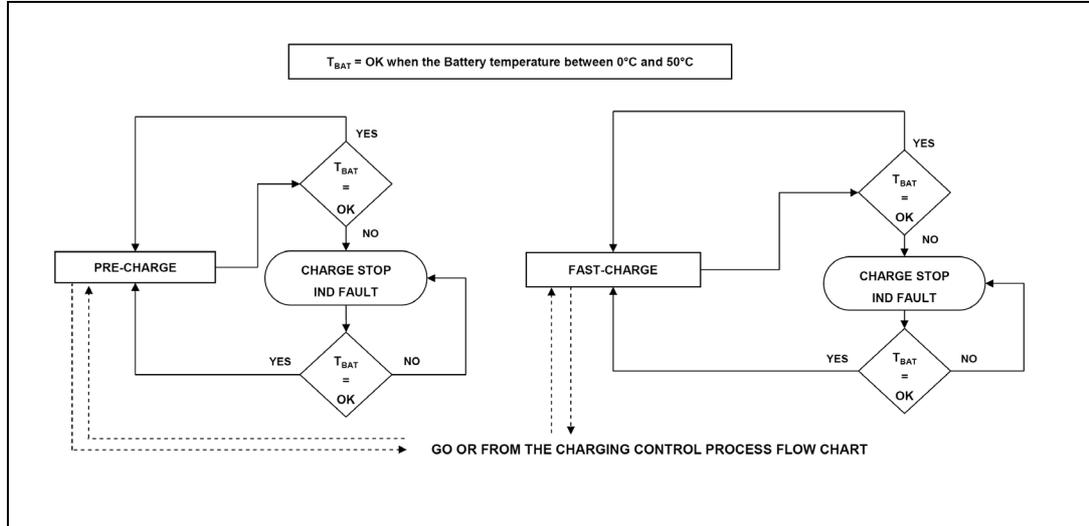 T_BAT = OK when the Battery temperature between 0°C and 50°C
YES
T_BAT
=
OK
NO
PRE-CHARGE
CHARGE STOP
IND FAULT
YES
NO
T_BAT
=
OK
YES
T_BAT
=
OK
NO
FAST-CHARGE
CHARGE STOP
IND FAULT
YES
NO
T_BAT
=
OK
GO OR FROM THE CHARGING CONTROL PROCESS FLOW CHART